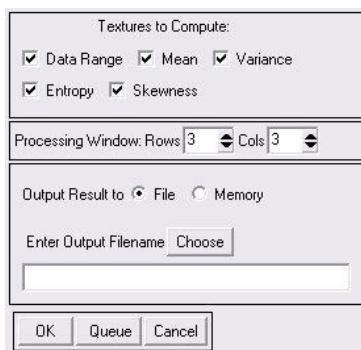 Textures to Compute:
Data Range Mean Variance
Entropy Skewness
Processing Window: Rows 3 Cols 3
Output Result to File Memory
Enter Output Filename Choose
OK Queue Cancel